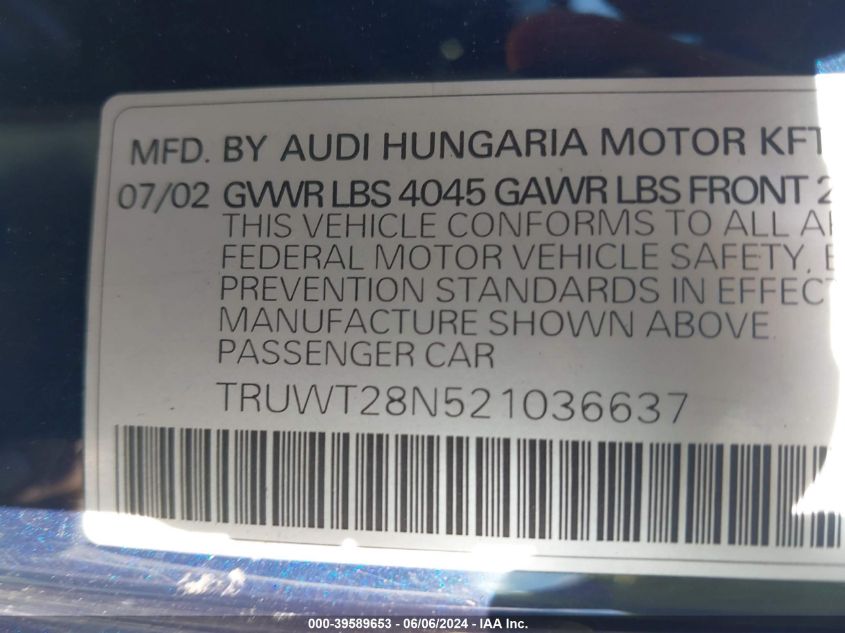 MFD. BY AUDI HUNGARIA MOTOR KFT
07/02 GVWR LBS 4045 GAWR LBS FRONT 2
THIS VEHICLE CONFORMS TO ALL A
FEDERAL MOTOR VEHICLE SAFETY,
PREVENTION STANDARDS IN EFFEC
MANUFACTURE SHOWN ABOVE.
PASSENGER CAR
TRUWT28N521036637
000-39589653 - 06/06/2024 - IAA Inc.